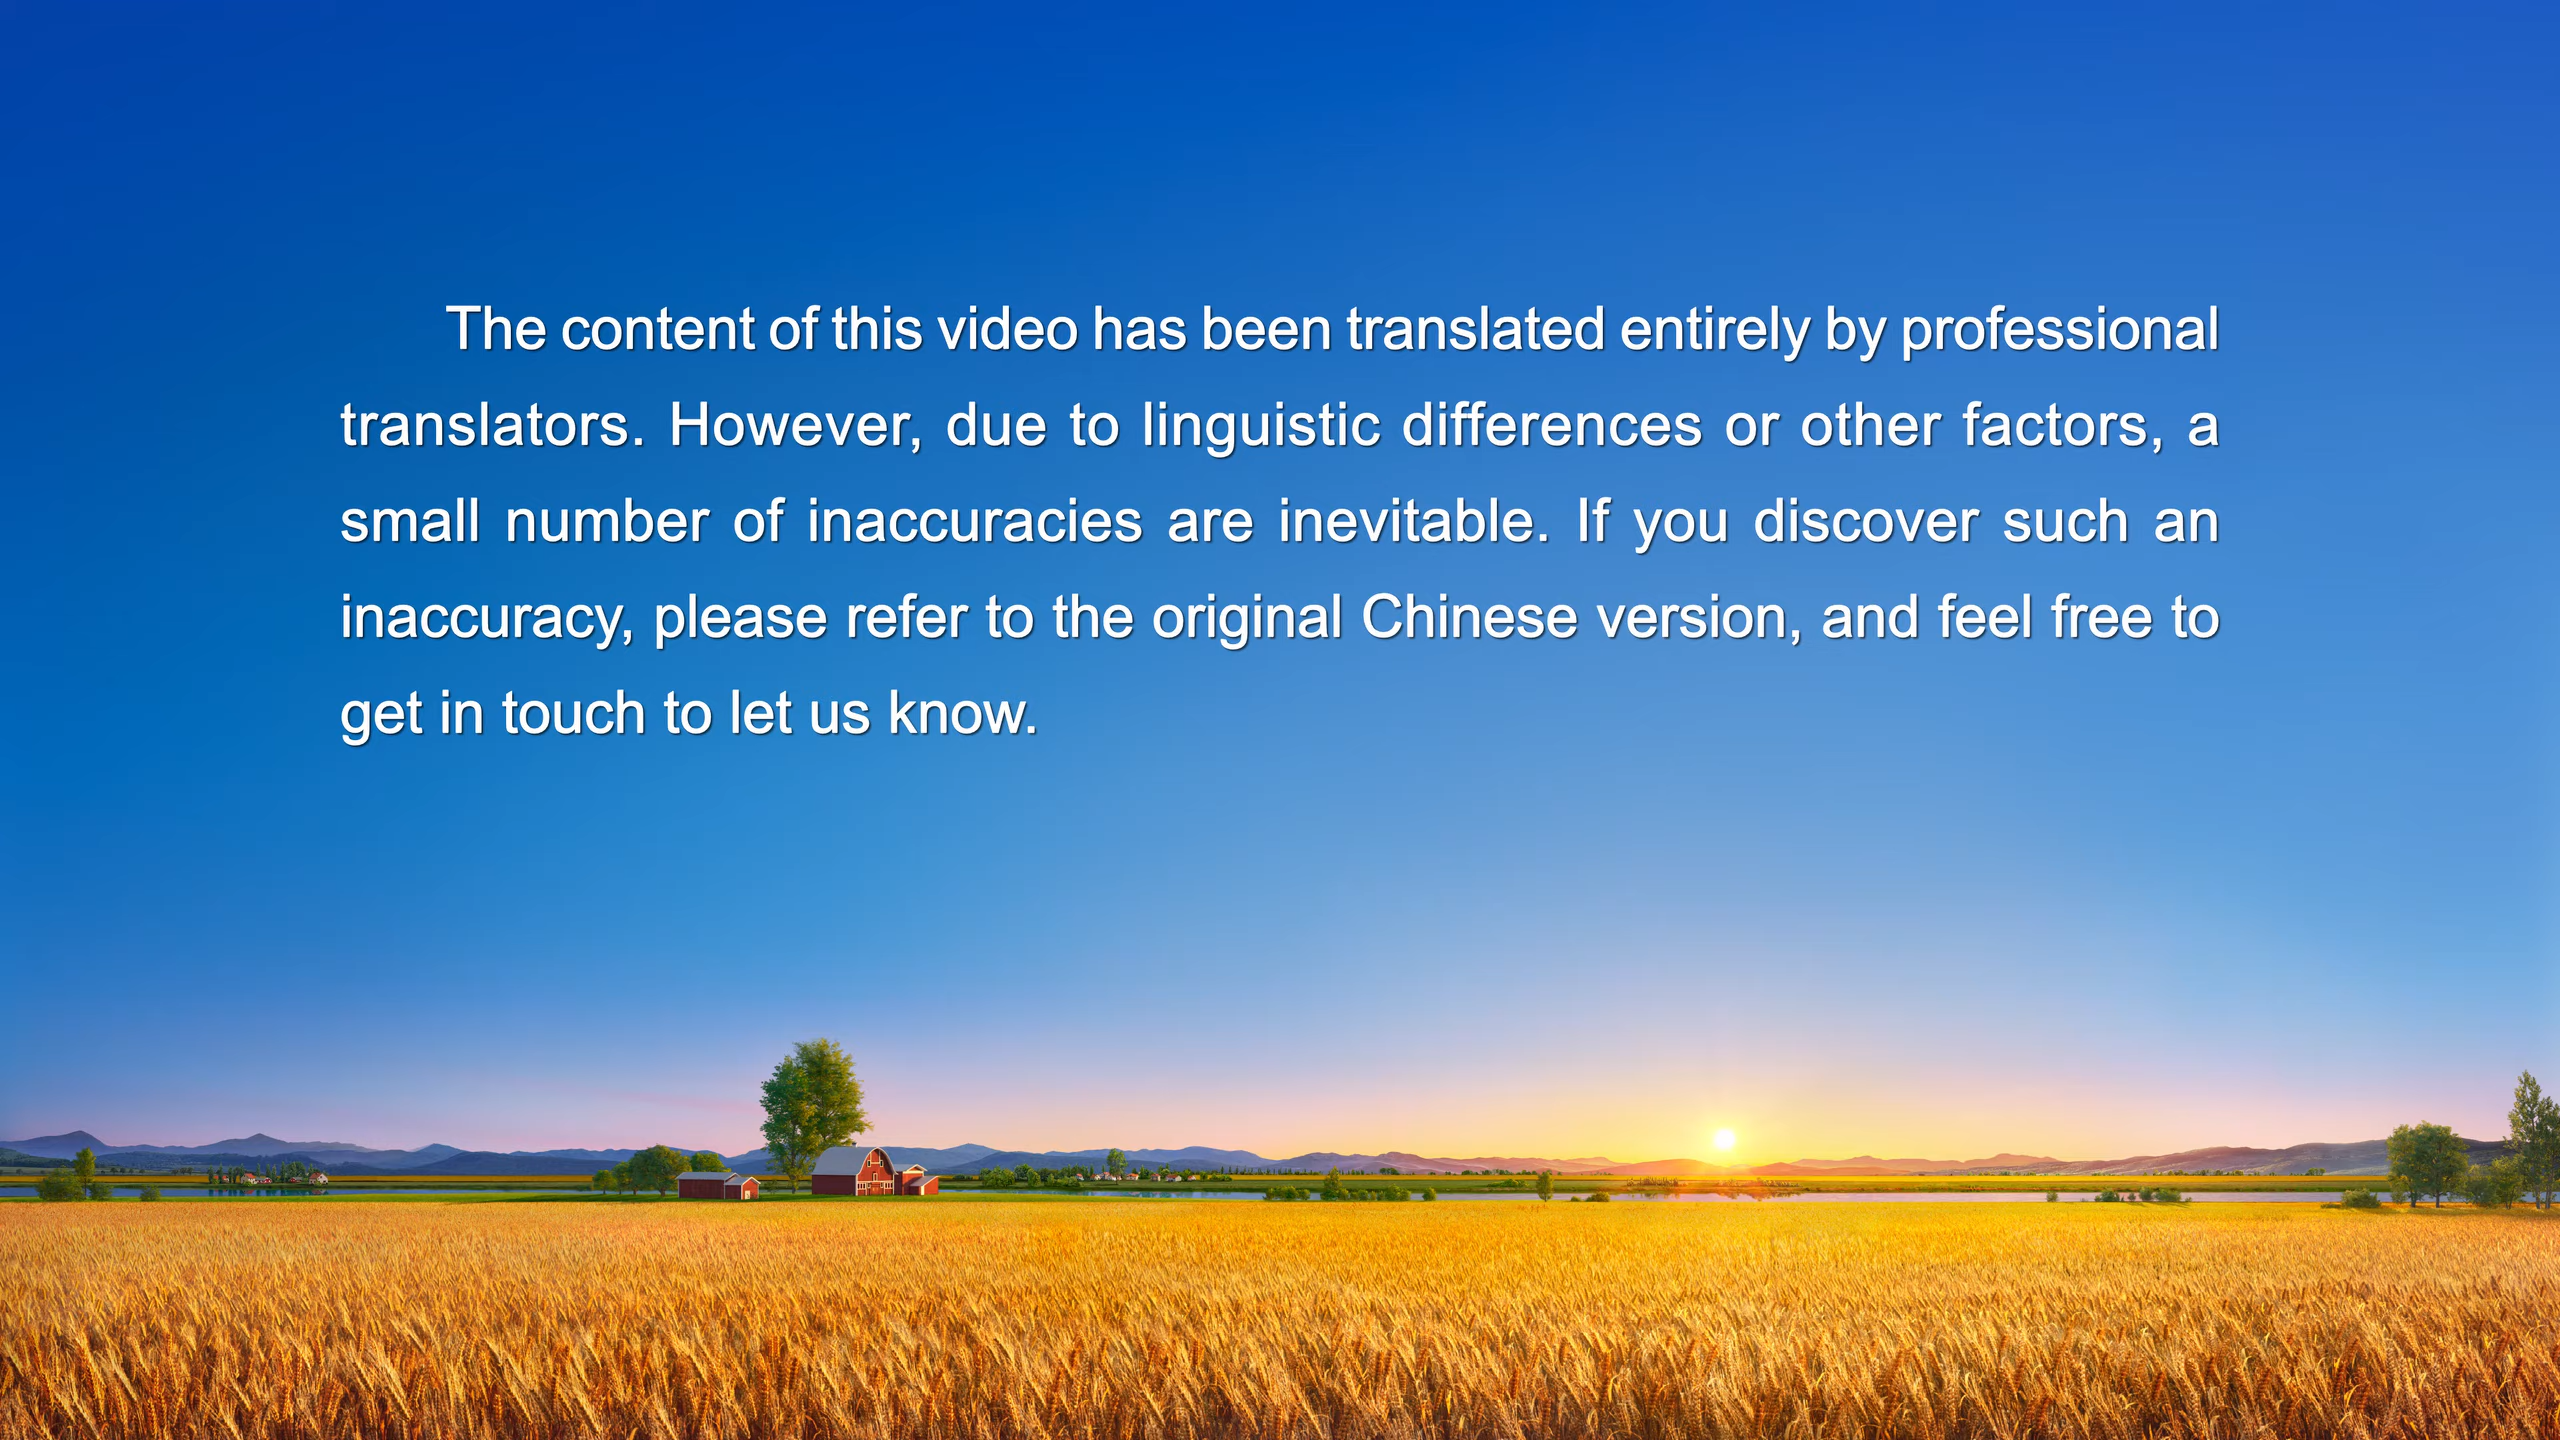 The content of this video has been translated entirely by professional
translators. However, due to linguistic differences or other factors, a
small number of inaccuracies are inevitable. If you discover such an
inaccuracy, please refer to the original Chinese version, and feel free to
get in touch to let us know.